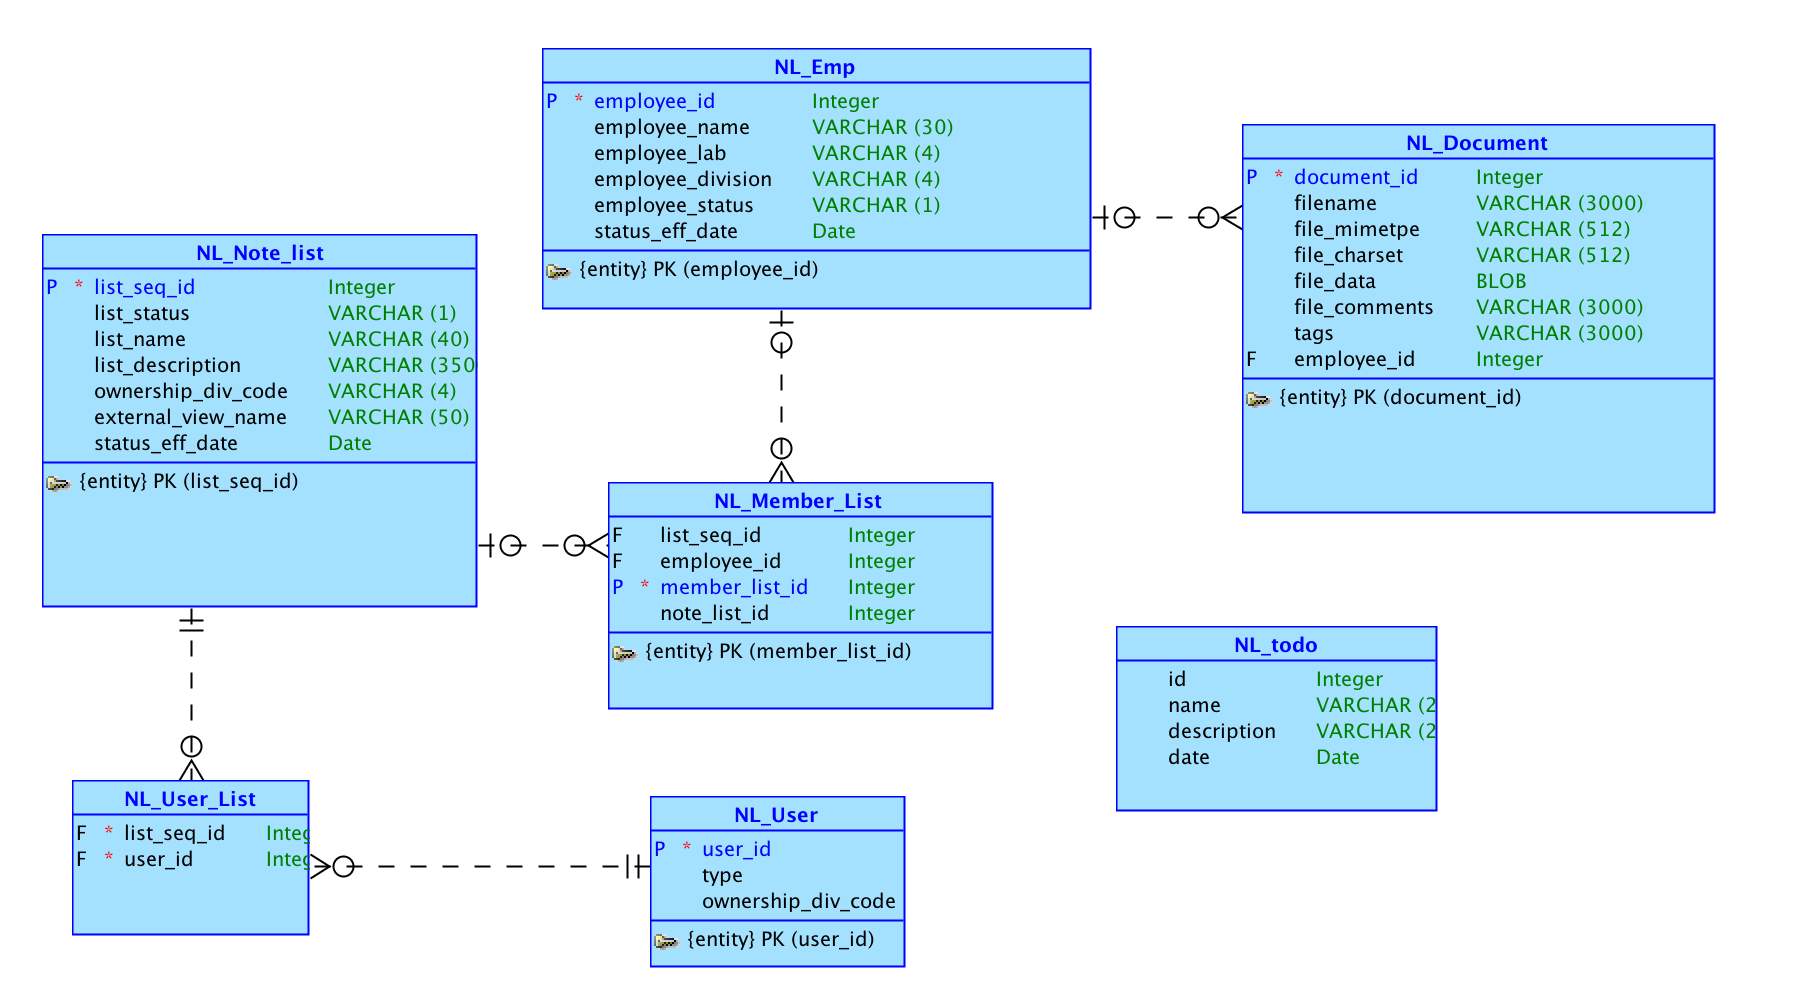 NL_Emp
P * employee_id Integer
employee_name VARCHAR (30)
employee_lab VARCHAR (4)
employee_division VARCHAR (4)
employee_status VARCHAR (1)
status_eff_date Date
{entity} PK (employee_id)
NL_Document
P * document_id Integer
filename VARCHAR (3000)
file_mimetpe VARCHAR (512)
file_charset VARCHAR (512)
file_data BLOB
file_comments VARCHAR (3000)
tags VARCHAR (3000)
F employee_id Integer
{entity} PK (document_id)
NL_Note_list
P * list_seq_id Integer
list_status VARCHAR (1)
list_name VARCHAR (40)
list_description VARCHAR (350
ownership_div_code VARCHAR (4)
external_view_name VARCHAR (50)
status_eff_date Date
{entity} PK (list_seq_id)
NL_Member_List
F list_seq_id Integer
F employee_id Integer
P * member_list_id Integer
note_list_id Integer
{entity} PK (member_list_id)
NL_todo
id Integer
name VARCHAR (2
description VARCHAR (2
date Date
NL_User_List
F * list_seq_id Integ
F * user_id Integ
NL_User
P * user_id
type
ownership_div_code
{entity} PK (user_id)